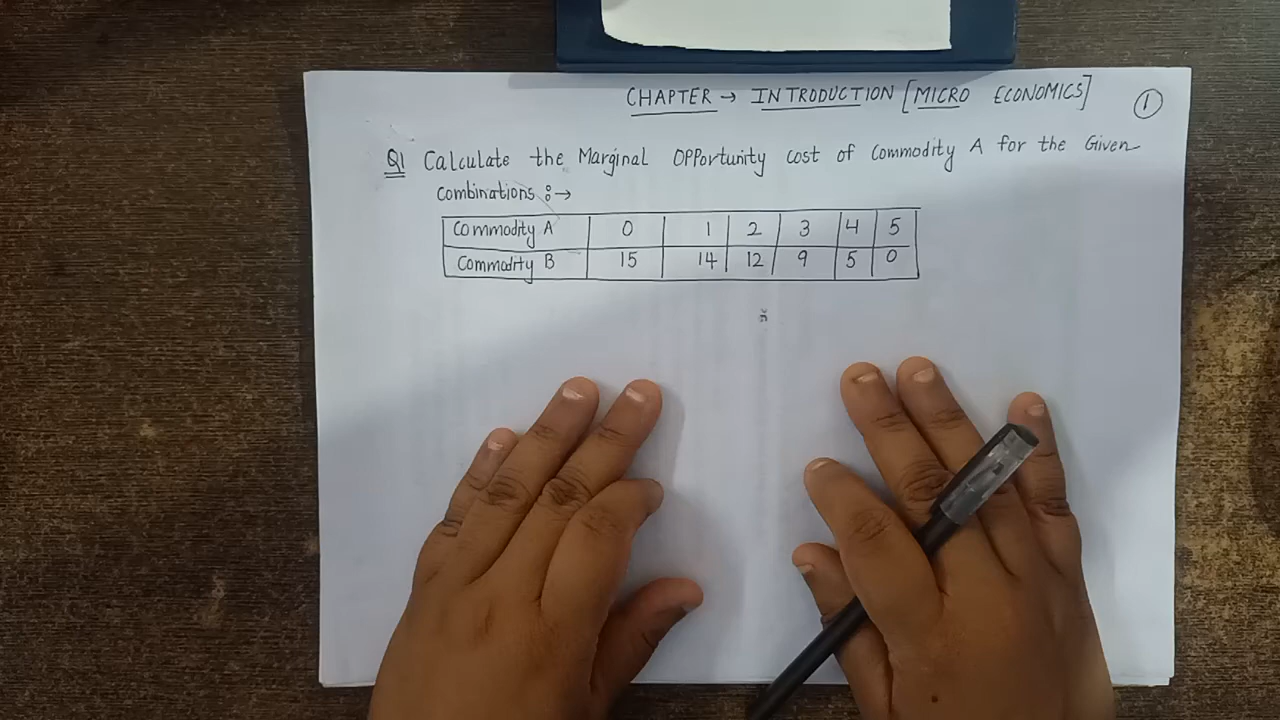 CHAPTER → INTRODUCTION [MICRO ECONOMICS] 1
Q1 Calculate the Marginal Opportunity cost of Commodity A for the Given
Combinations :→
Commodity A 0 1 2 3 4 5
Commodity B 15 14 12 9 5 0